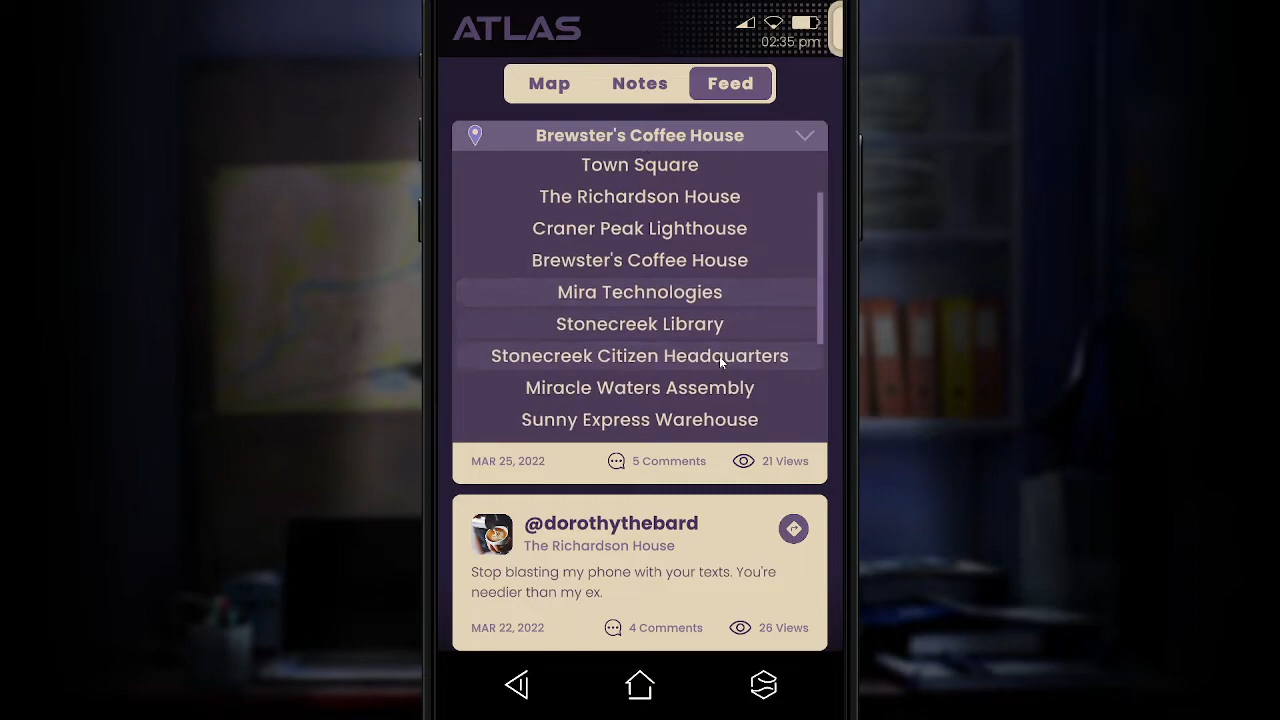 ATLAS
02:35 pm
Map Notes Feed
Brewster's Coffee House
Town Square
The Richardson House
Craner Peak Lighthouse
Brewster's Coffee House
Mira Technologies
Stonecreek Library
Stonecreek Citizen Headquarters
Miracle Waters Assembly
Sunny Express Warehouse
MAR 25, 2022 5 Comments 21 Views
@dorothythebard
The Richardson House
Stop blasting my phone with your texts. You're
needier than my ex.
MAR 22, 2022 4 Comments 26 Views